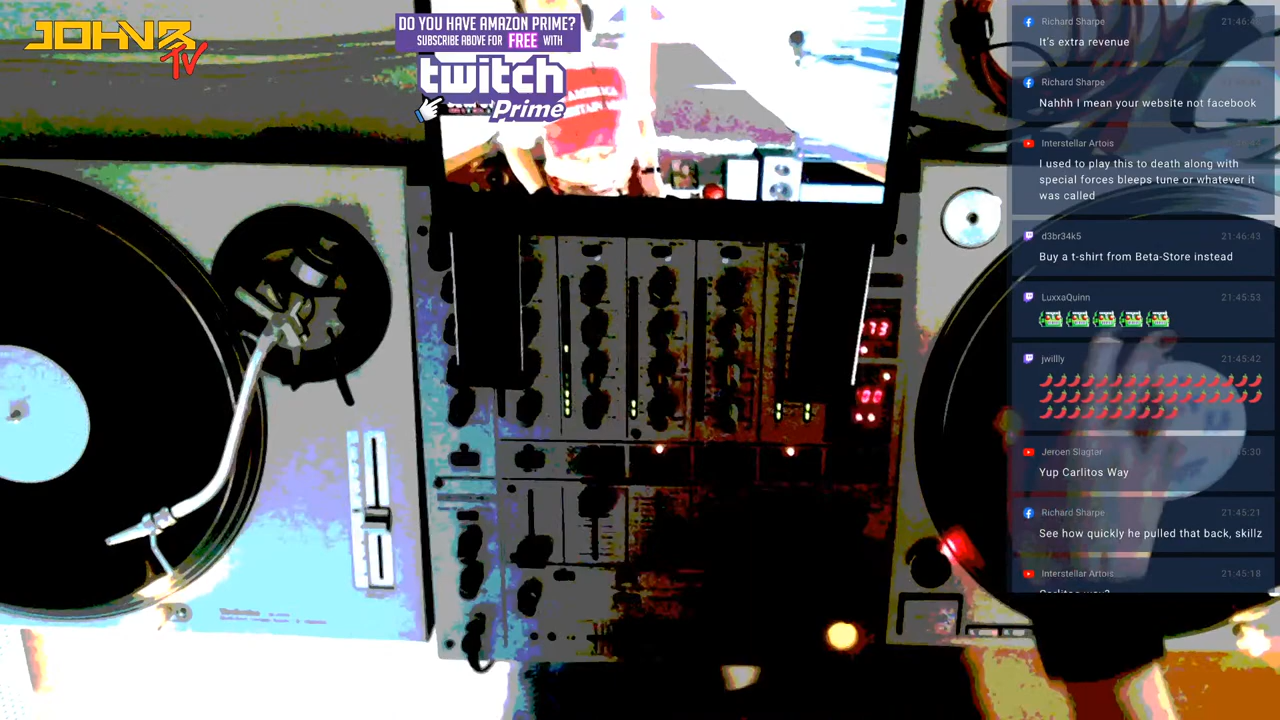 JOHN B
TV
DO YOU HAVE AMAZON PRIME?
SUBSCRIBE ABOVE FOR FREE WITH
twitch
Prime
73
00
Technics
Richard Sharpe
It's extra revenue
Richard Sharpe
Nahhh I mean your website not facebook
Interstellar Artois
I used to play this to death along with
special forces bleeps tune or whatever it
was called
d3br34k5 21:46:43
Buy a t-shirt from Beta-Store instead
LuxxaQuinn 21:45:53
jwillly 21:45:42
Jeroen Slugter
Yup Carlitos Way
Richard Sharpe 21:45:21
See how quickly he pulled that back, skillz
Interstellar Artois 21:45:18